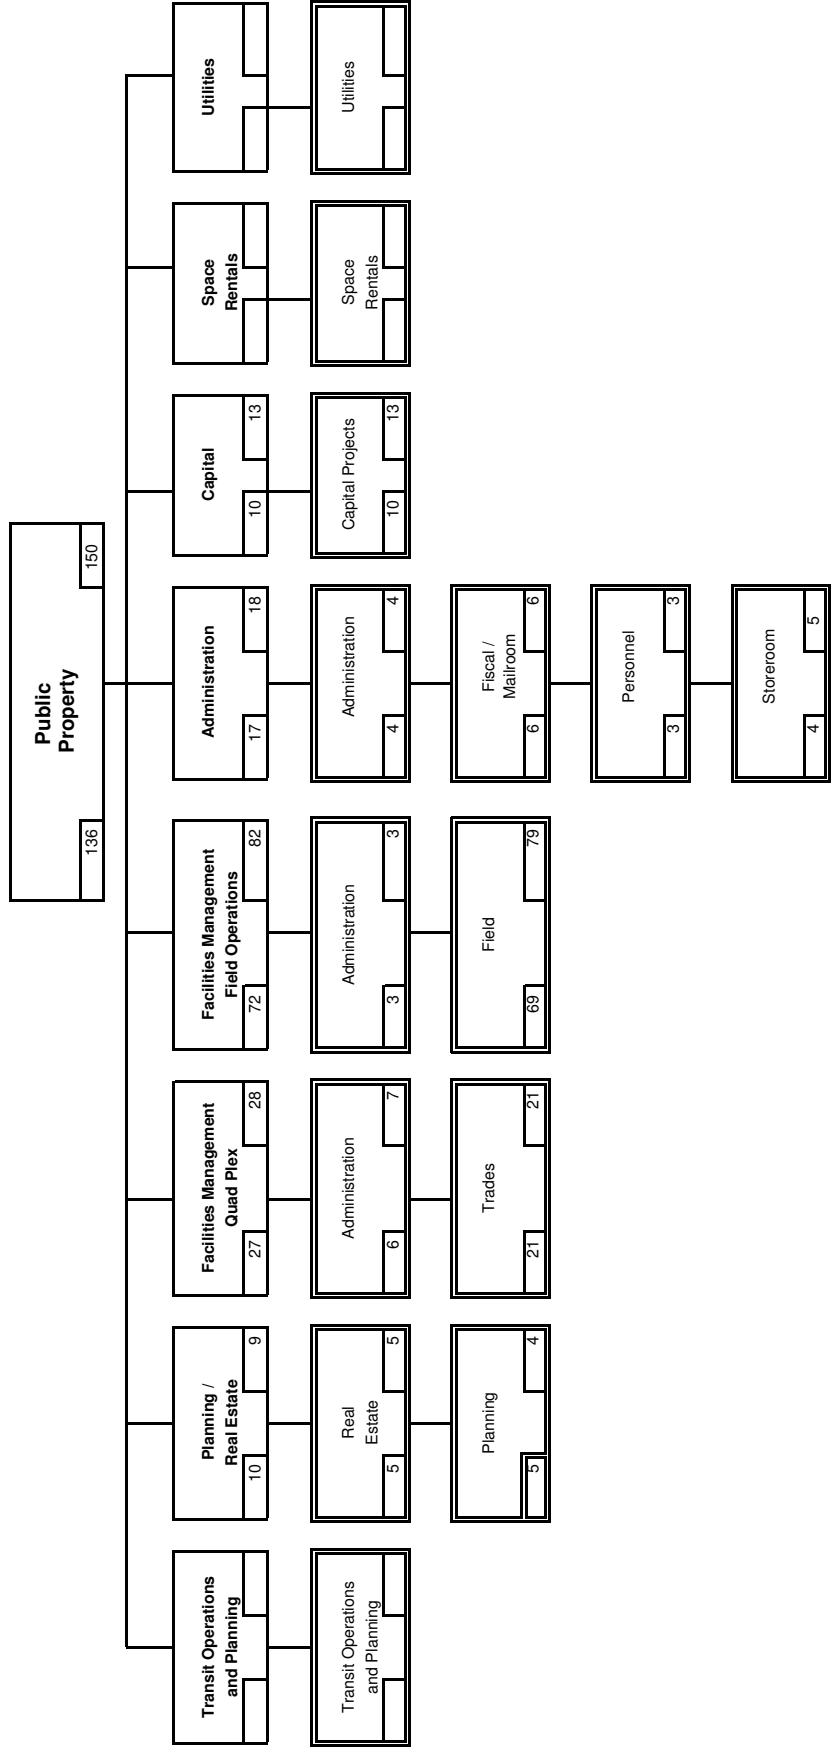 Public
Property
136
150
Transit Operations
and Planning
Planning /
Real Estate
10
9
Facilities Management
Quad Plex
27
28
Facilities Management
Field Operations
72
82
Administration
17
18
Capital
10
13
Space
Rentals
Utilities
Transit Operations
and Planning
Real
Estate
5
5
Administration
6
7
Administration
3
3
Administration
4
4
Capital Projects
10
13
Space
Rentals
Utilities
Planning
5
4
Trades
21
21
Field
69
79
Fiscal /
Mailroom
6
6
Personnel
3
3
Storeroom
4
5